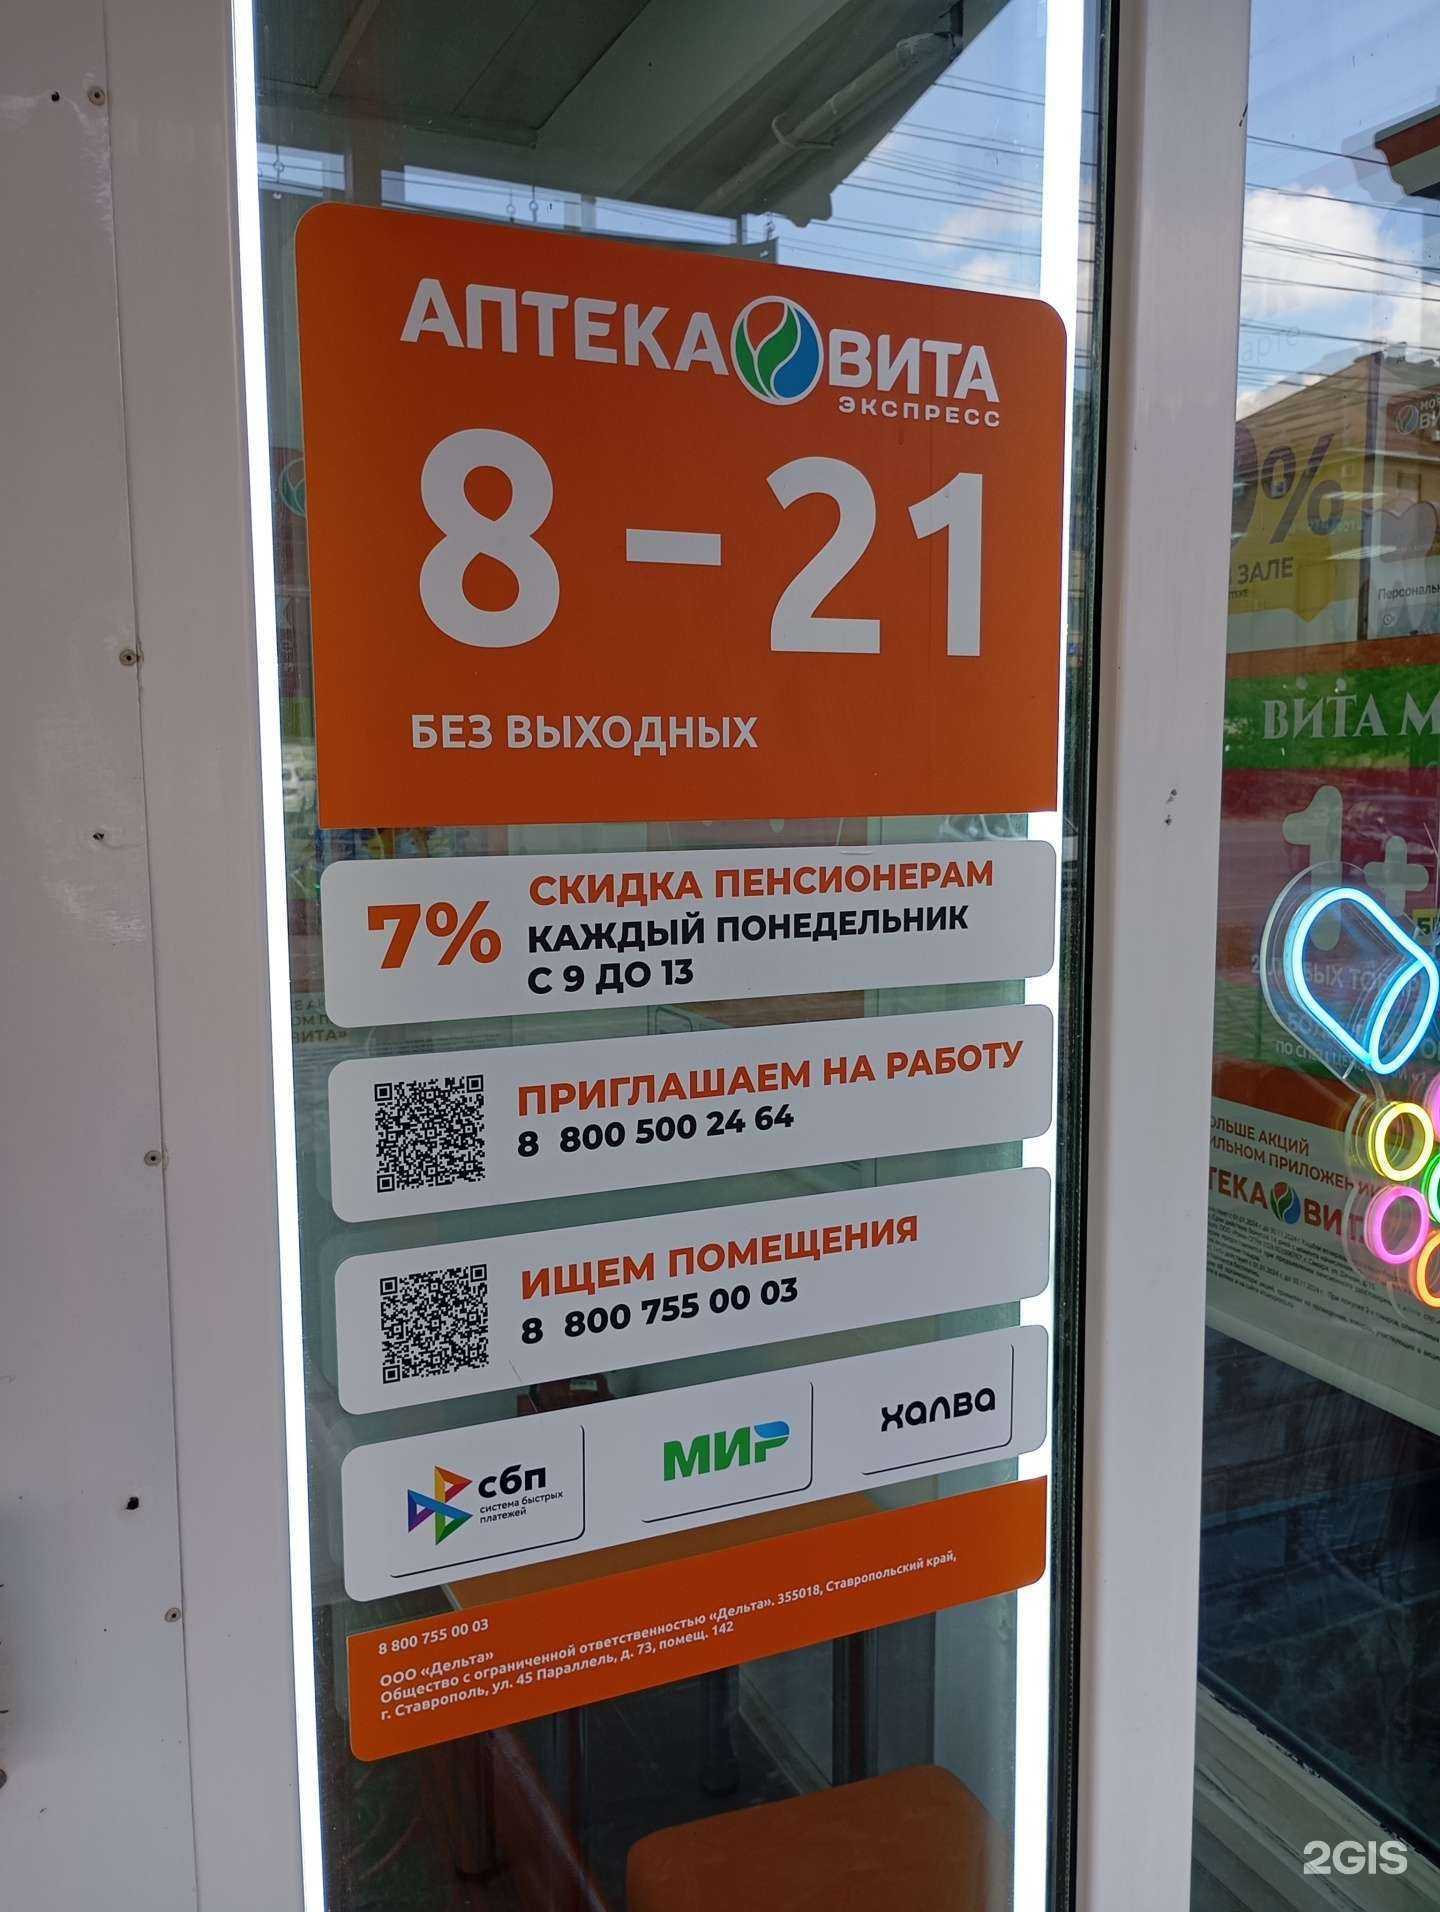 АПТЕКА ВИТА
ЭКСПРЕСС
8 – 21
БЕЗ ВЫХОДНЫХ
7%
СКИДКА ПЕНСИОНЕРАМ
КАЖДЫЙ ПОНЕДЕЛЬНИК
С 9 ДО 13
ПРИГЛАШАЕМ НА РАБОТУ
8 800 500 24 64
ИЩЕМ ПОМЕЩЕНИЯ
8 800 755 00 03
сбп
система быстрых
платежей
МИР
ХАЛВА
8 800 755 00 03
ООО «Дельта»
Общество с ограниченной ответственностью «Дельта». 355018, Ставропольский край,
г. Ставрополь, ул. 45 Параллель, д. 73, помещ. 142
%
ЗАЛЕ
ВИТА М
1+
2GIS